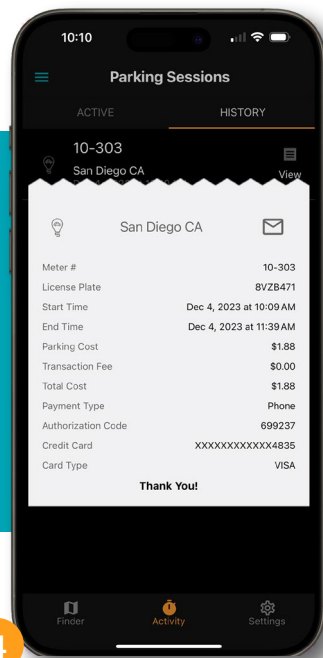 10:10
Parking Sessions
ACTIVE HISTORY
10-303
San Diego CA
View
San Diego CA
Meter # 10-303
License Plate 8VZB471
Start Time Dec 4, 2023 at 10:09 AM
End Time Dec 4, 2023 at 11:39 AM
Parking Cost $1.88
Transaction Fee $0.00
Total Cost $1.88
Payment Type Phone
Authorization Code 699237
Credit Card XXXXXXXXXXXX4835
Card Type VISA
Thank You!
Finder Activity Settings
4